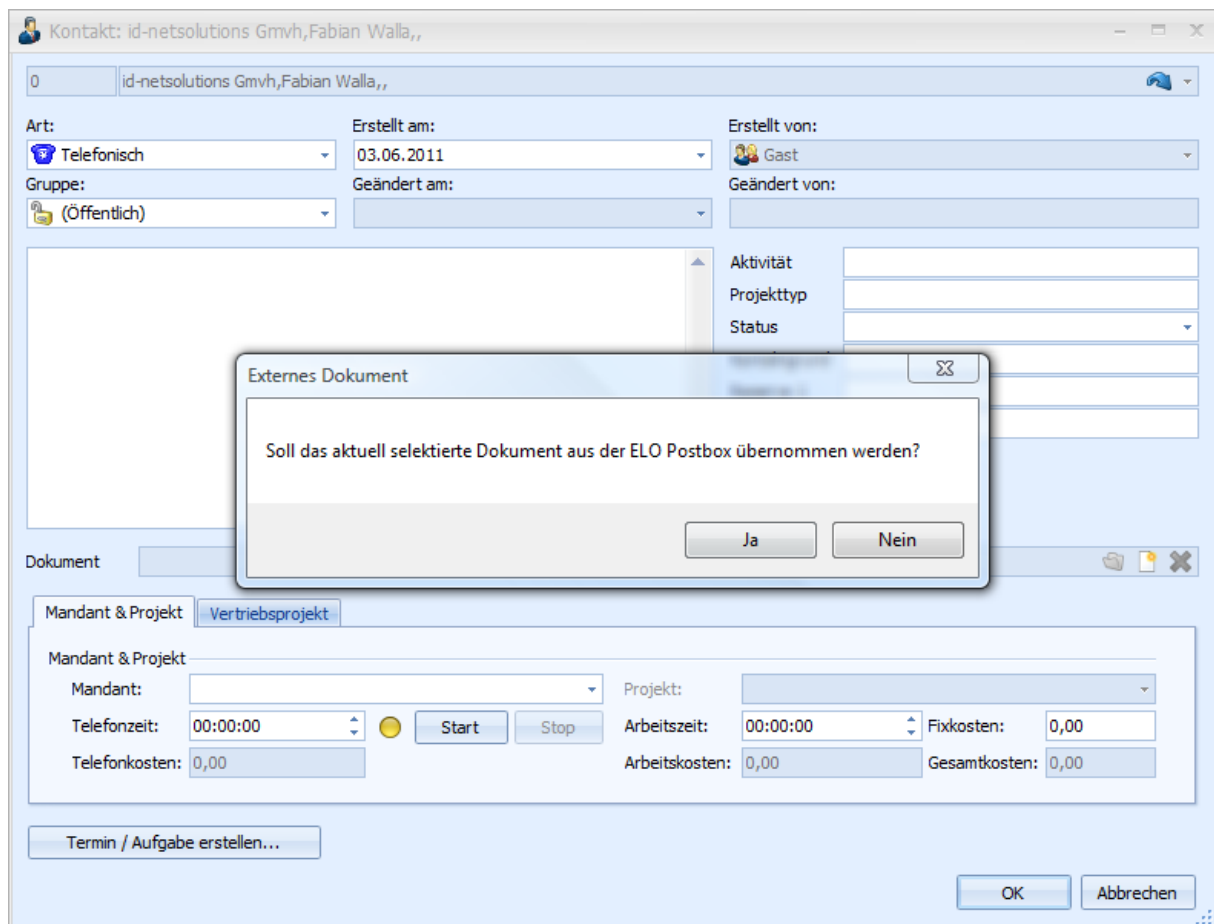 Kontakt: id-netsolutions Gmvh,Fabian Walla,,
0 id-netsolutions Gmvh,Fabian Walla,,
Art: Erstellt am: Erstellt von:
Telefonisch 03.06.2011 Gast
Gruppe: Geändert am: Geändert von:
(Öffentlich)
Aktivität
Projekttyp
Status
Externes Dokument
Soll das aktuell selektierte Dokument aus der ELO Postbox übernommen werden?
Ja Nein
Dokument
Mandant & Projekt Vertriebsprojekt
Mandant & Projekt
Mandant: Projekt:
Telefonzeit: 00:00:00 Start Stop Arbeitszeit: 00:00:00 Fixkosten: 0,00
Telefonkosten: 0,00 Arbeitskosten: 0,00 Gesamtkosten: 0,00
Termin / Aufgabe erstellen...
OK Abbrechen